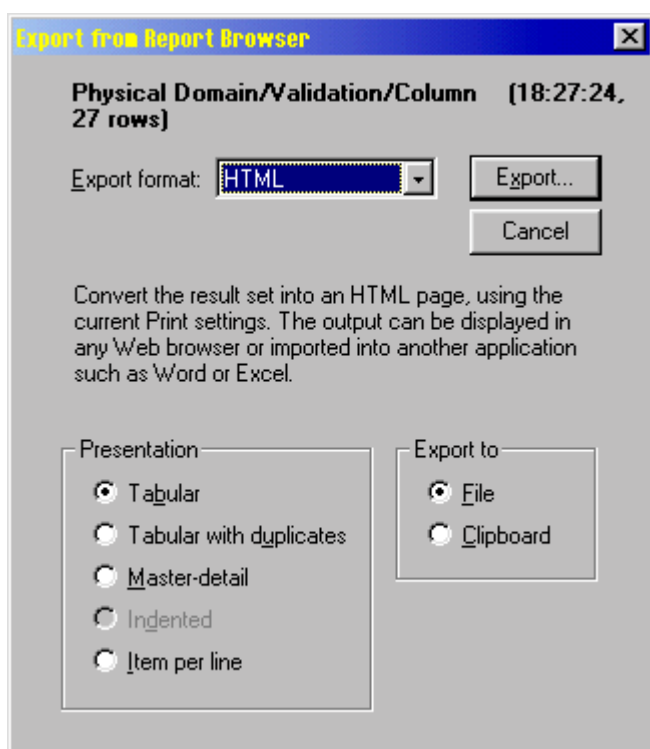 Export from Report Browser
Physical Domain/Validation/Column (18:27:24,
27 rows)
Export format: HTML Export...
Cancel
Convert the result set into an HTML page, using the
current Print settings. The output can be displayed in
any Web browser or imported into another application
such as Word or Excel.
Presentation
Tabular
Tabular with duplicates
Master-detail
Indented
Item per line
Export to
File
Clipboard